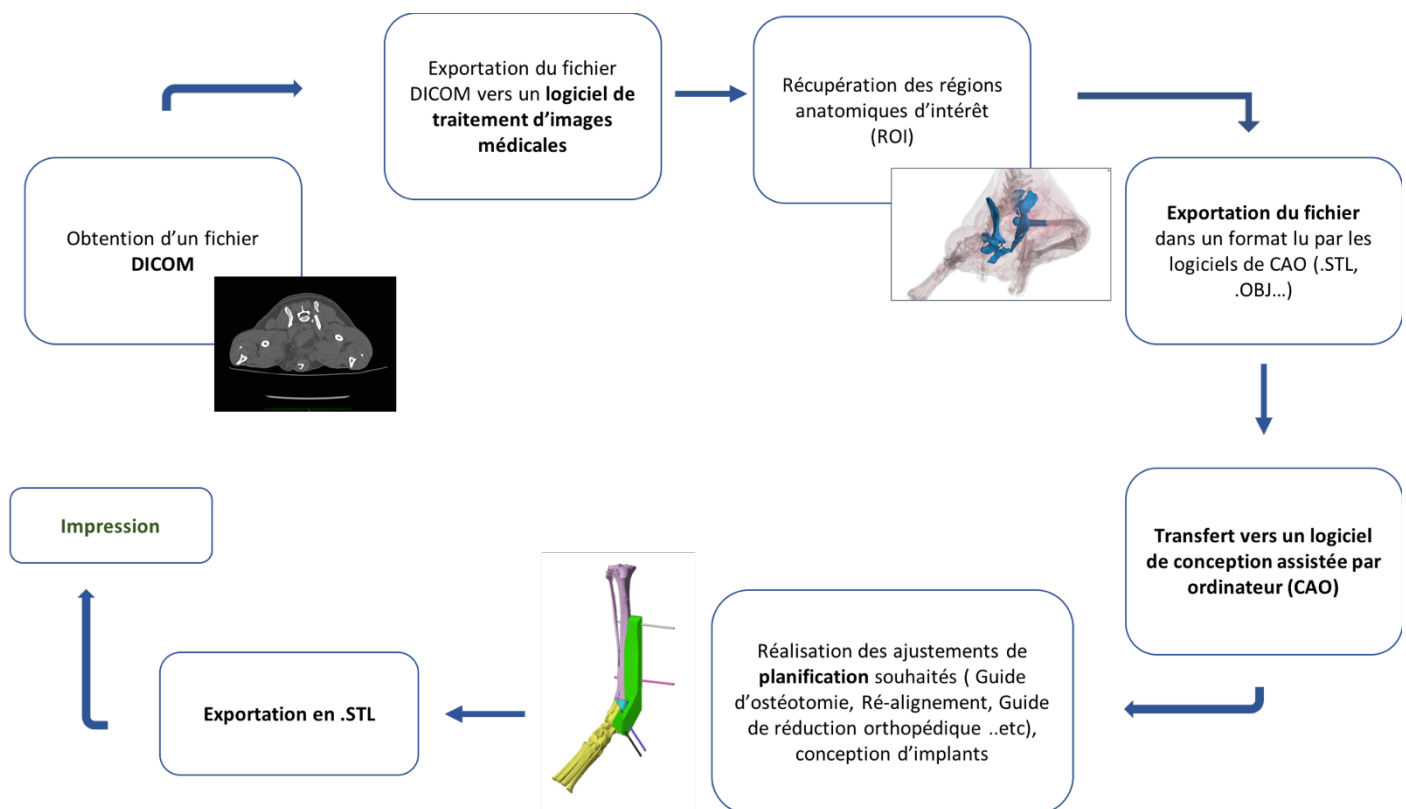 Obtention d'un fichier
DICOM
Exportation du fichier
DICOM vers un logiciel de
traitement d'images
médicales
Récupération des régions
anatomiques d'intérêt
(ROI)
Exportation du fichier
dans un format lu par les
logiciels de CAO (.STL,
.OBJ...)
Transfert vers un logiciel
de conception assistée par
ordinateur (CAO)
Réalisation des ajustements de
planification souhaités ( Guide
d'ostéotomie, Ré-alignement, Guide
de réduction orthopédique ..etc),
conception d'implants
Exportation en .STL
Impression